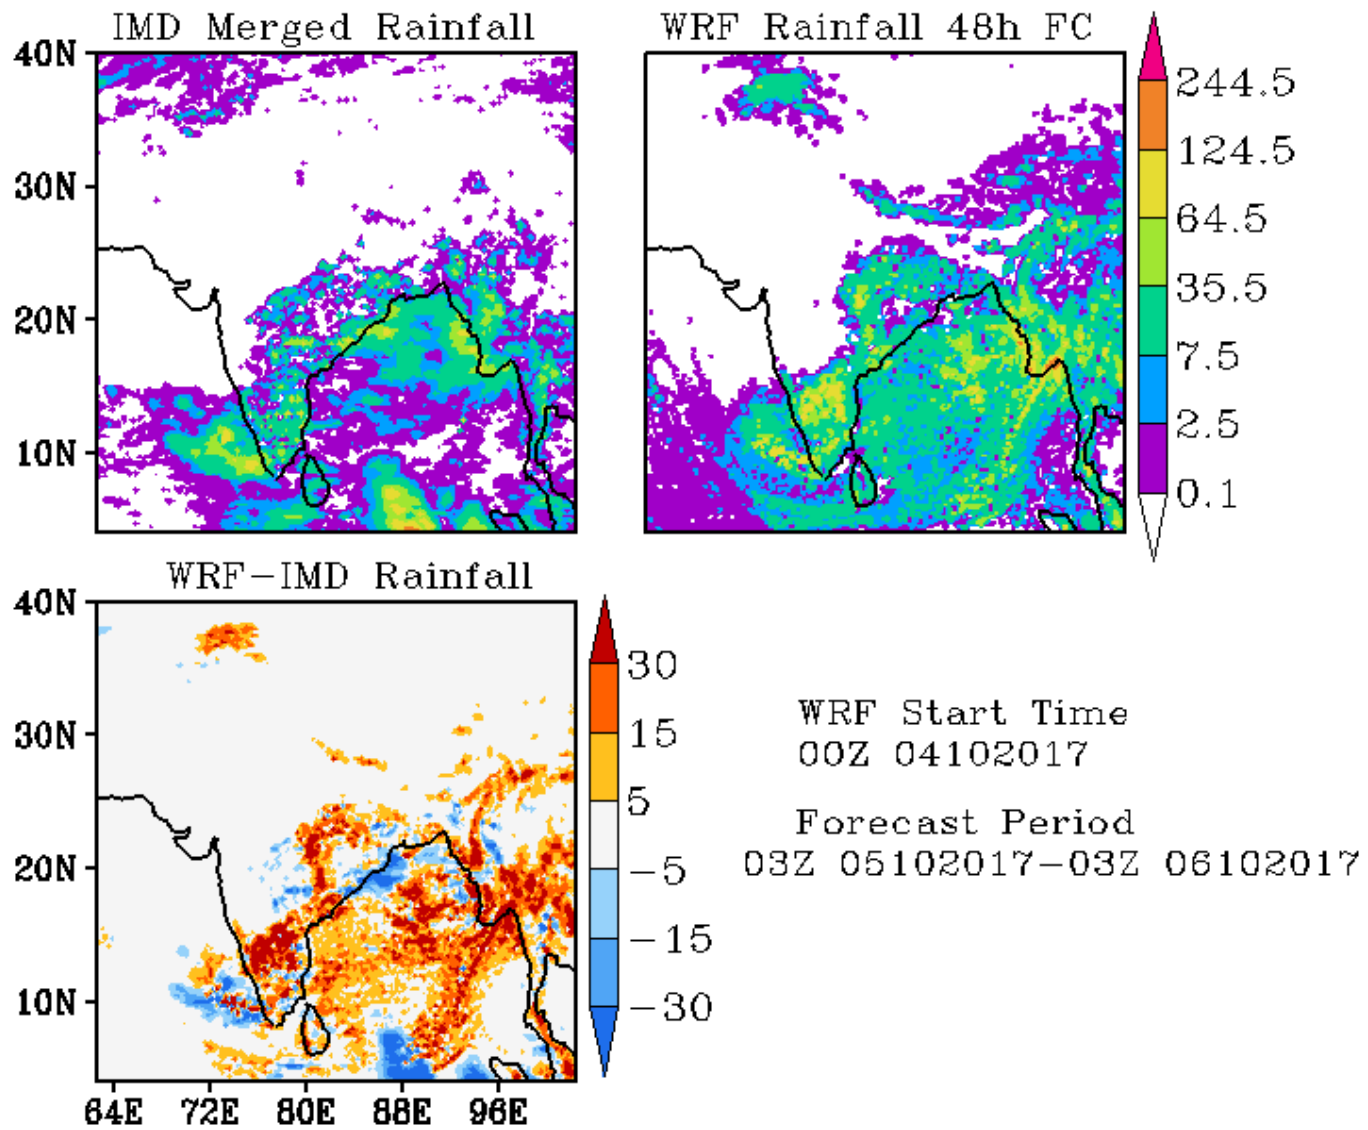 IMD Merged Rainfall
WRF Rainfall 48h FC
40N
30N
20N
10N
244.5
124.5
64.5
35.5
7.5
2.5
0.1
WRF-IMD Rainfall
40N
30N
20N
10N
64E 72E 80E 88E 96E
30
15
5
-5
-15
-30
WRF Start Time
00Z 04102017
Forecast Period
03Z 05102017-03Z 06102017